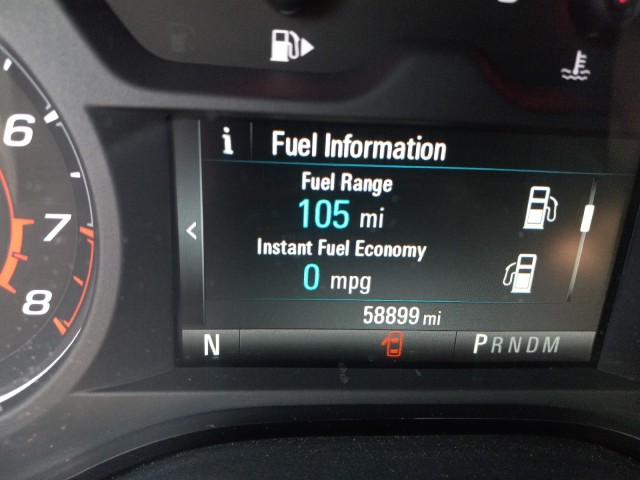 6
7
8
i Fuel Information
Fuel Range
105 mi
<
Instant Fuel Economy
0 mpg
58899 mi
N PRNDM